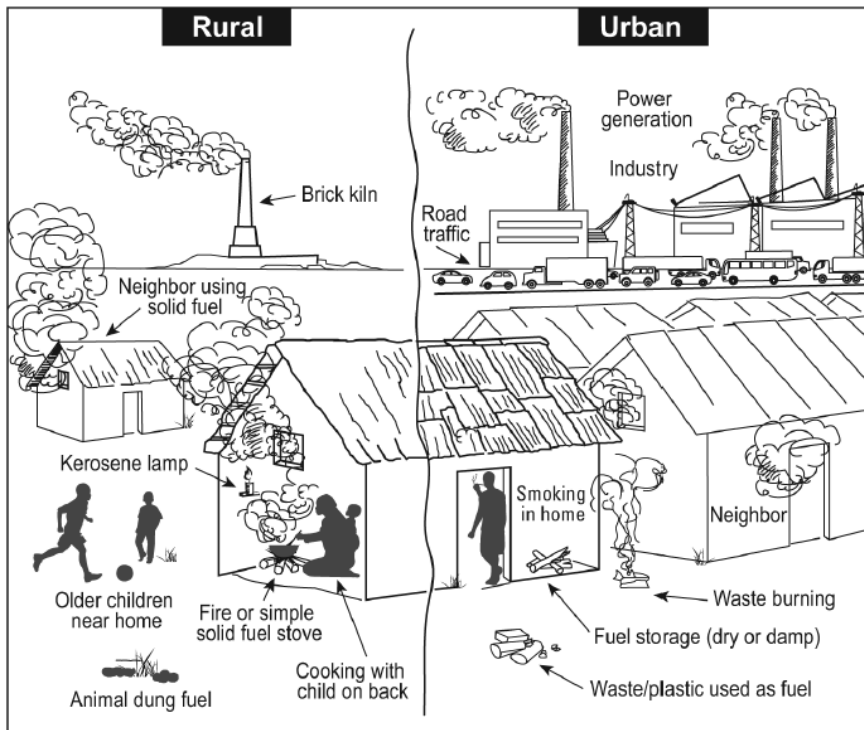 Rural
Urban
Power
generation
Industry
Brick kiln
Road
traffic
Neighbor using
solid fuel
Kerosene lamp
Smoking
in home
Neighbor
Older children
near home
Fire or simple
solid fuel stove
Cooking with
child on back
Animal dung fuel
Waste burning
Fuel storage (dry or damp)
Waste/plastic used as fuel